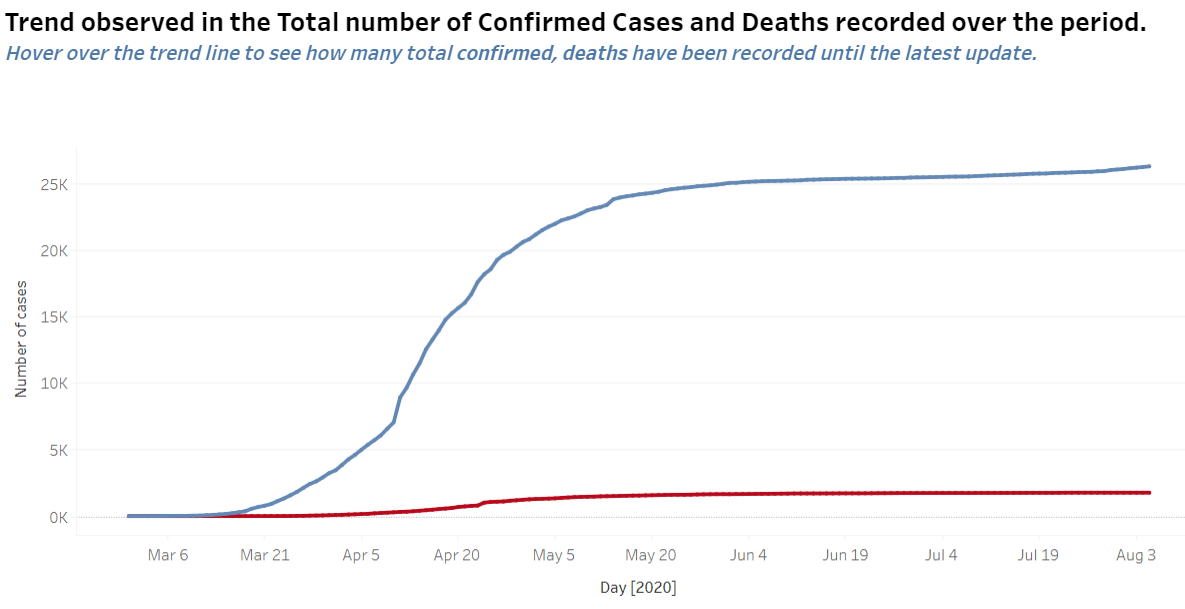 Trend observed in the Total number of Confirmed Cases and Deaths recorded over the period.
Hover over the trend line to see how many total confirmed, deaths have been recorded until the latest update.
25K
20K
15K
10K
5K
0K
Number of cases
Mar 6 Mar 21 Apr 5 Apr 20 May 5 May 20 Jun 4 Jun 19 Jul 4 Jul 19 Aug 3
Day [2020]